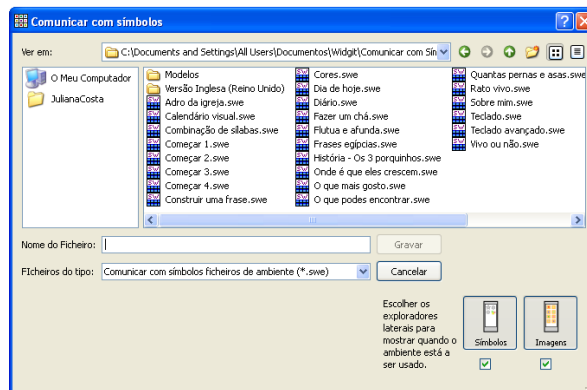 Comunicar com símbolos
Ver em:
C:\Documents and Settings\All Users\Documentos\Widgit\Comunicar com Sín
O Meu Computador
JulianaCosta
Modelos
Versão Inglesa (Reino Unido)
Adro da igreja.swe
Calendário visual.swe
Combinação de sílabas.swe
Começar 1.swe
Começar 2.swe
Começar 3.swe
Começar 4.swe
Construir uma frase.swe
Cores.swe
Dia de hoje.swe
Diário.swe
Fazer um chá.swe
Flutua e afunda.swe
Frases egípcias.swe
História - Os 3 porquinhos.swe
Onde é que eles crescem.swe
O que mais gosto.swe
O que podes encontrar.swe
Quantas pernas e asas.swe
Rato vivo.swe
Sobre mim.swe
Teclado.swe
Teclado avançado.swe
Vivo ou não.swe
Nome do Ficheiro:
Gravar
FIcheiros do tipo:
Comunicar com símbolos ficheiros de ambiente (*.swe)
Cancelar
Escolher os
exploradores
laterais para
mostrar quando o
ambiente está a
ser usado.
Símbolos
Imagens